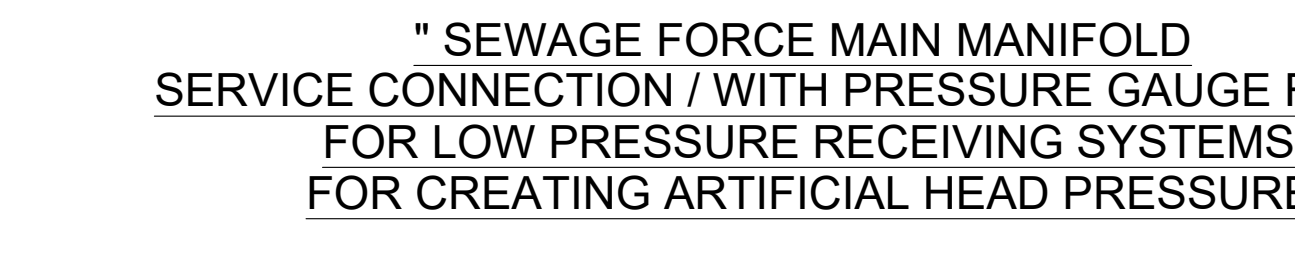 " SEWAGE FORCE MAIN MANIFOLD
SERVICE CONNECTION / WITH PRESSURE GAUGE
FOR LOW PRESSURE RECEIVING SYSTEMS
FOR CREATING ARTIFICIAL HEAD PRESSURE